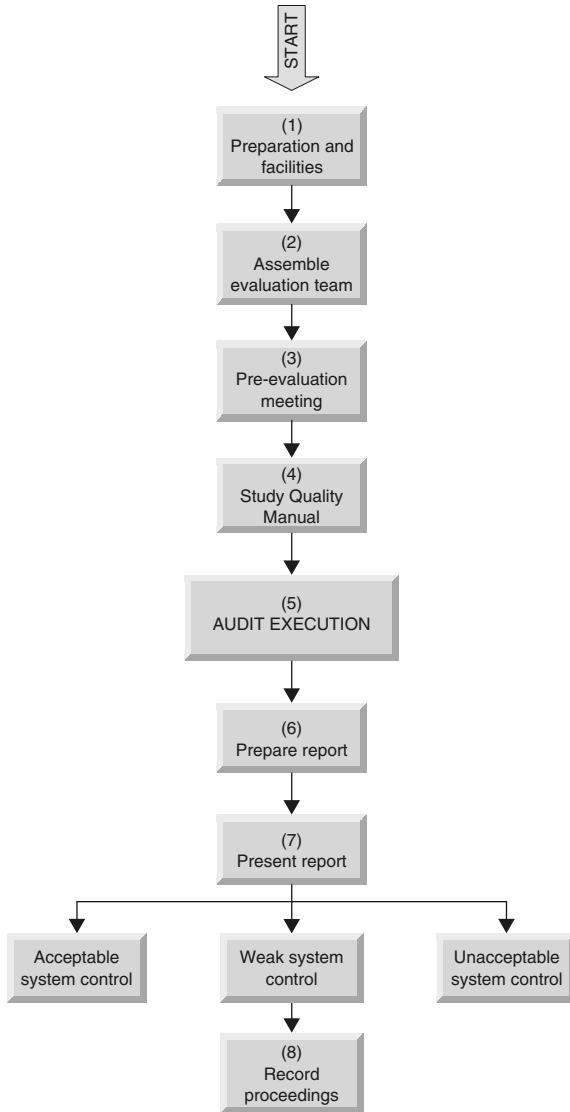 START
(1)
Preparation and
facilities
(2)
Assemble
evaluation team
(3)
Pre-evaluation
meeting
(4)
Study Quality
Manual
(5)
AUDIT EXECUTION
(6)
Prepare report
(7)
Present report
Acceptable
system control
Weak system
control
Unacceptable
system control
(8)
Record
proceedings